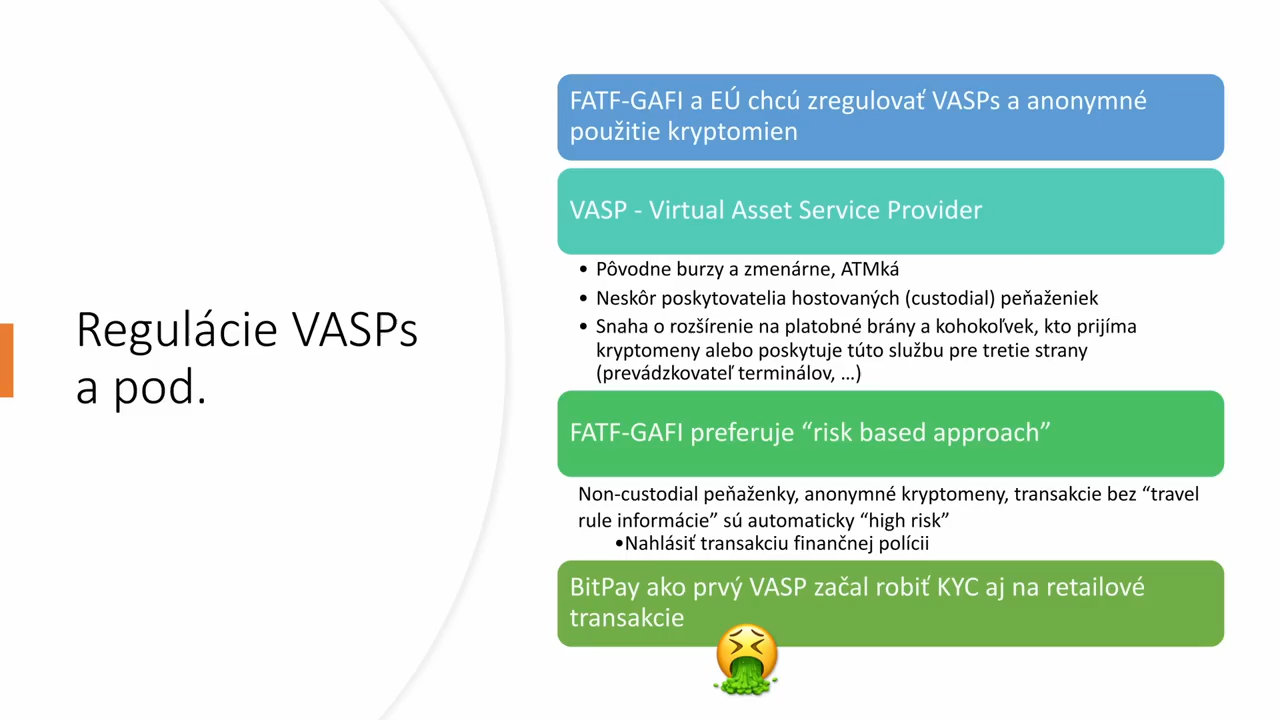 Regulácie VASPs
a pod.
FATF-GAFI a EÚ chcú zregulovať VASPs a anonymné
použitie kryptomien
VASP - Virtual Asset Service Provider
• Pôvodne burzy a zmenárne, ATMká
• Neskôr poskytovatelia hostovaných (custodial) peňaženiek
• Snaha o rozšírenie na platobné brány a kohokoľvek, kto prijíma
kryptomeny alebo poskytuje túto službu pre tretie strany
(prevádzkovateľ terminálov, …)
FATF-GAFI preferuje “risk based approach”
Non-custodial peňaženky, anonymné kryptomeny, transakcie bez “travel
rule informácie” sú automaticky “high risk”
•Nahlásiť transakciu finančnej polícii
BitPay ako prvý VASP začal robiť KYC aj na retailové
transakcie